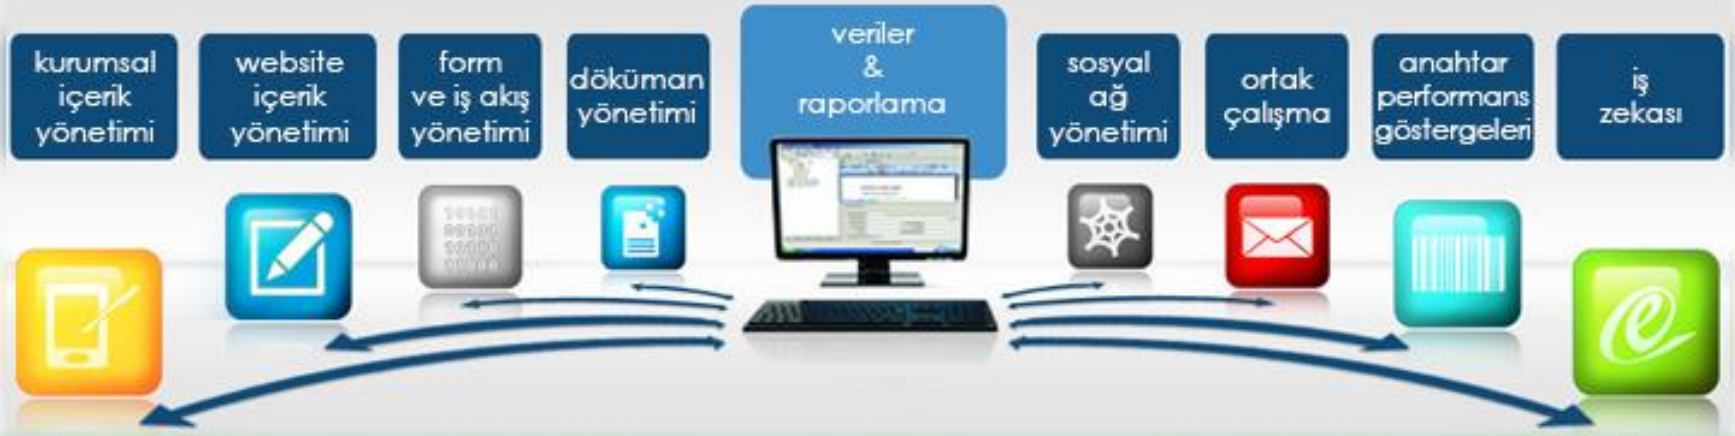 kurumsal
içerik
yönetimi
website
içerik
yönetimi
form
ve iş akış
yönetimi
döküman
yönetimi
veriler
&
raporlama
sosyal
ağ
yönetimi
ortak
çalışma
anahtar
performans
göstergeleri
iş
zekası